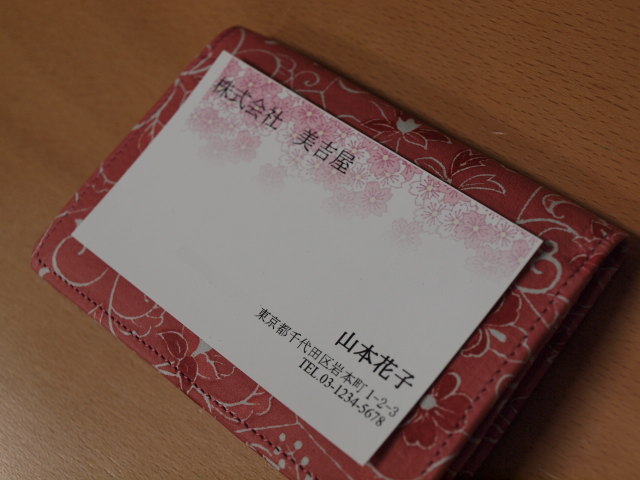 株式会社　美吉屋
山本花子
東京都千代田区岩本町 1-2-3
TEL.03-1234-5678